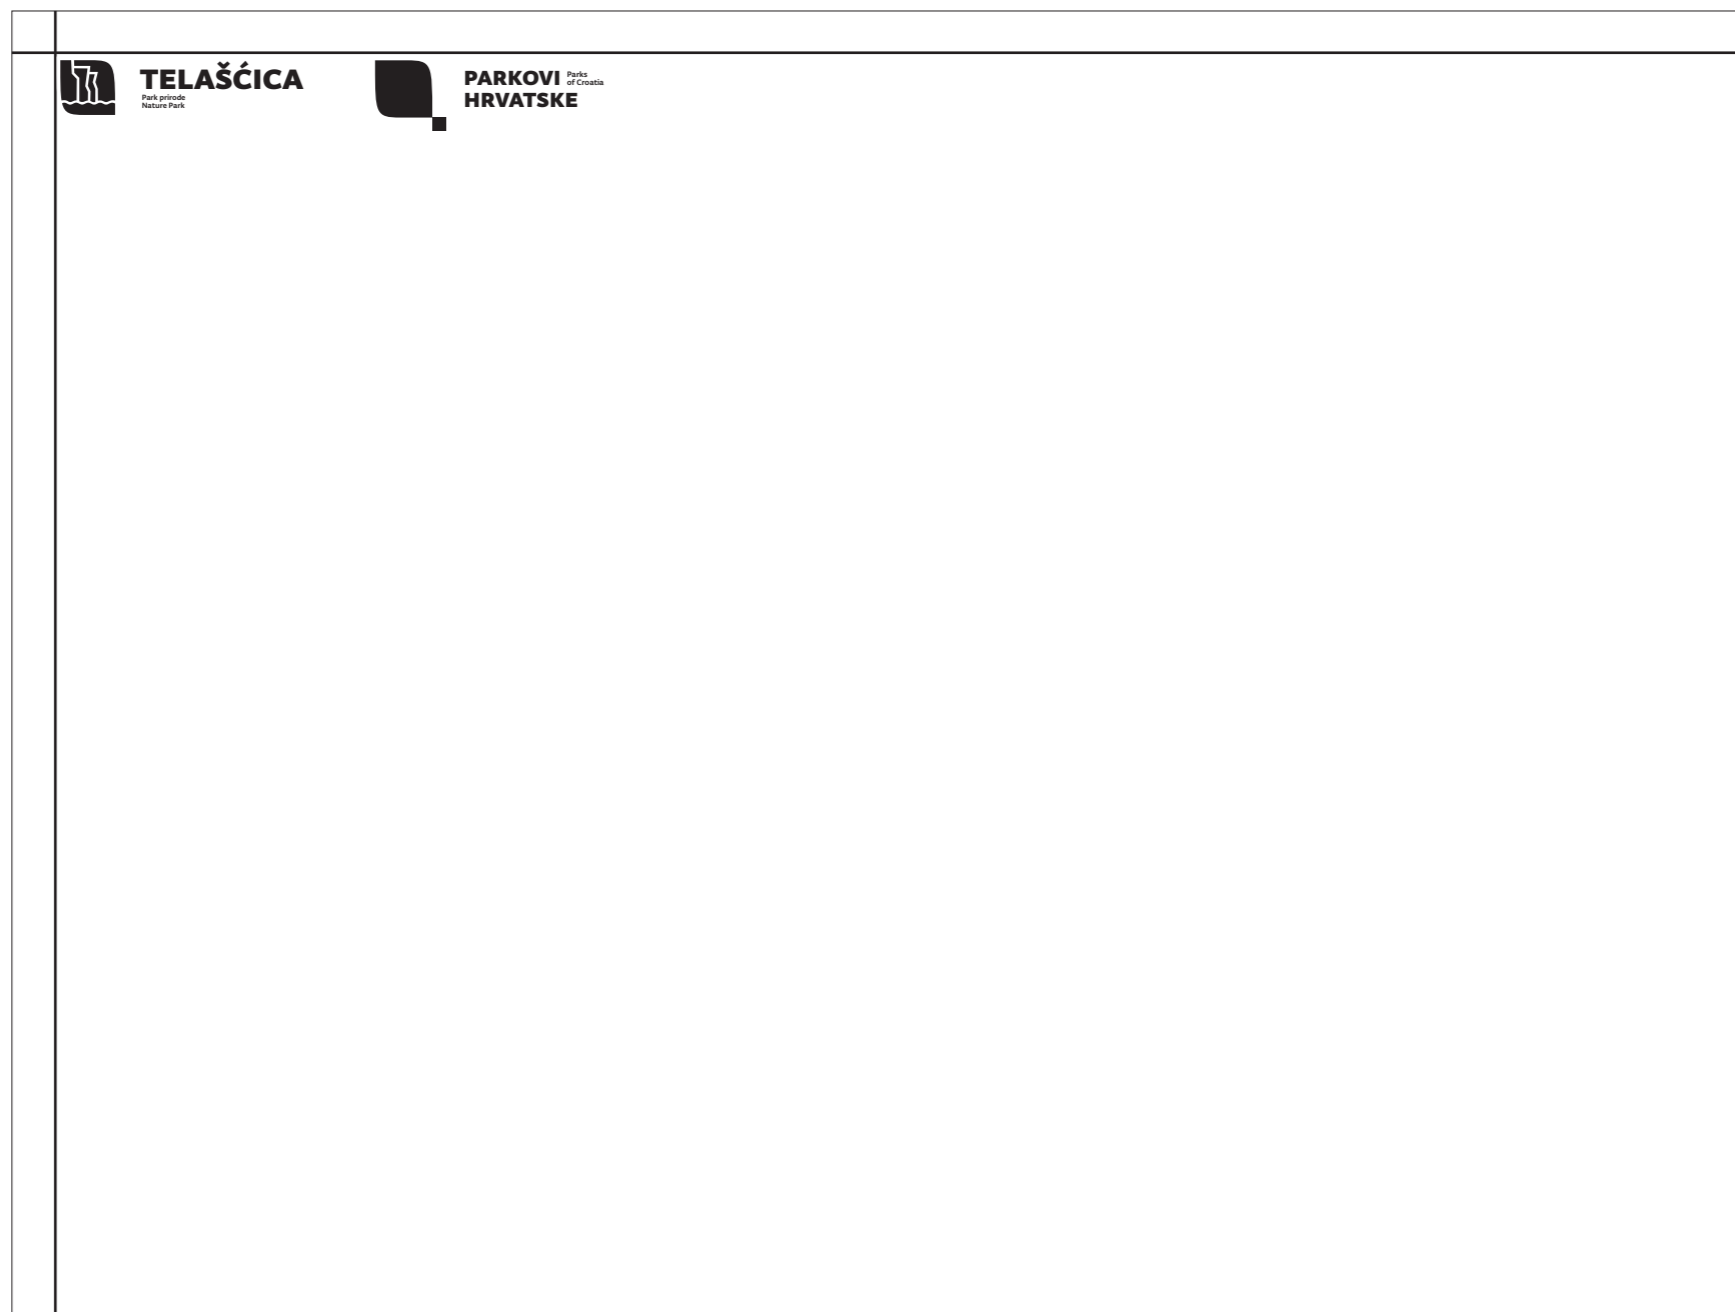 TELAŠĆICA
Park prirode
Nature Park
PARKOVI
HRVATSKE
Parks
of Croatia